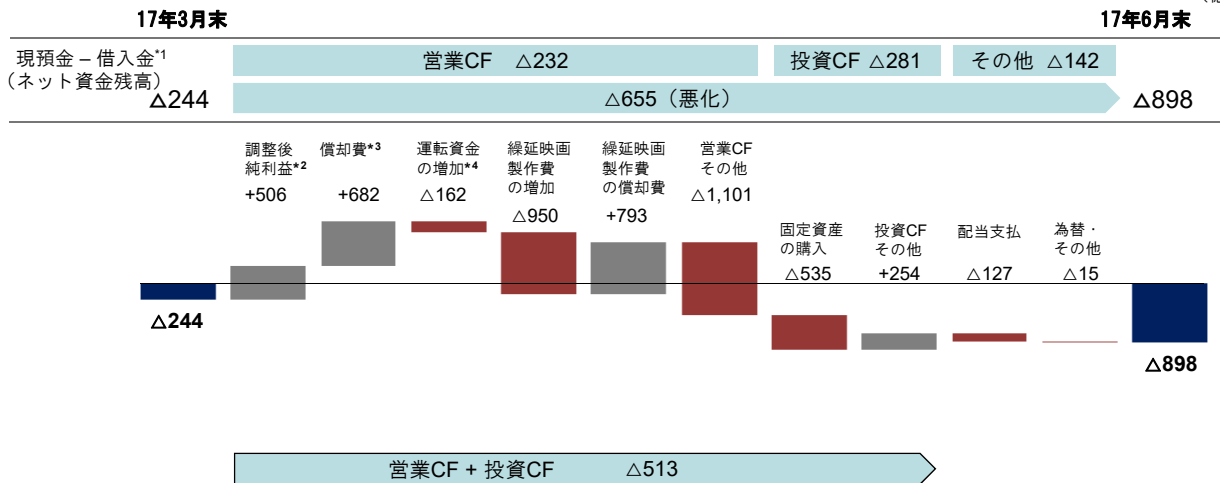 17年3月末
17年6月末
現預金 – 借入金*1
（ネット資金残高）
△244
営業CF △232
投資CF △281
その他 △142
△655（悪化）
△898
調整後
純利益*2
+506
償却費*3
+682
運転資金
の増加*4
△162
繰延映画
製作費
の増加
△950
繰延映画
製作費
の償却費
+793
営業CF
その他
△1,101
固定資産
の購入
△535
投資CF
その他
+254
配当支払
△127
為替・
その他
△15
△244
△898
営業CF + 投資CF △513